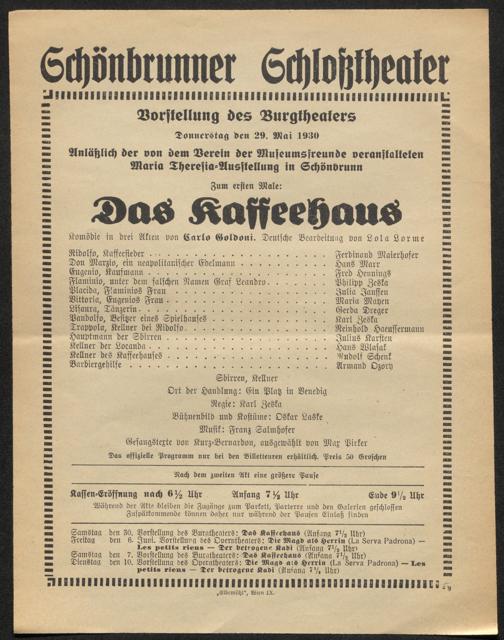 Schönbrunner Schloßtheater
Vorstellung des Burgtheaters
Donnerstag den 29. Mai 1930
Anläßlich der von dem Verein der Museumsfreunde veranstalteten
Maria Theresia-Ausstellung in Schönbrunn
Zum ersten Male:
Das Kaffeehaus
Komödie in drei Akten von Carlo Goldoni. Deutsche Bearbeitung von Lola Lorme
Ridolfo, Kaffeesieder . . . Ferdinand Maierhofer
Don Marzio, ein neapolitanischer Edelmann . . . Hans Marr
Eugenio, Kaufmann . . . Fred Hennings
Flaminio, unter dem falschen Namen Graf Leandro . . . Philipp Zeska
Placida, Flaminios Frau . . . Julia Janssen
Vittoria, Eugenios Frau . . . Maria Mayen
Lisaura, Tänzerin . . . Gerda Dreger
Pandolfo, Besitzer eines Spielhauses . . . Karl Zeska
Trappola, Kellner bei Ridolfo . . . Reinhold Haeussermann
Hauptmann der Sbirren . . . Julius Karsten
Kellner der Locanda . . . Hans Wlasak
Kellner des Kaffeehauses . . . Rudolf Schenk
Barbiergehilfe . . . Armand Ozory
Sbirren, Kellner
Ort der Handlung: Ein Platz in Venedig
Regie: Karl Zeska
Bühnenbild und Kostüme: Oskar Laske
Musik: Franz Salmhofer
Gesangstexte von Kurz-Bernardon, ausgewählt von Max Pirker
Das offizielle Programm nur bei den Billetteuren erhältlich. Preis 50 Groschen
Nach dem zweiten Akt eine größere Pause
Kassen-Eröffnung nach 6½ Uhr Anfang 7½ Uhr Ende 9½ Uhr
Während der Akte bleiben die Zugänge zum Parkett, Parterre und den Galerien geschlossen
Zuspätkommende können daher nur während der Pausen Einlaß finden
Samstag den 30. Vorstellung des Burgtheaters: Das Kaffeehaus (Anfang 7½ Uhr)
Freitag den 6. Juni. Vorstellung des Operntheaters: Die Magd als Herrin (La Serva Padrona) — Les petits riens — Der betrogene Kadi (Anfang 7½ Uhr)
Samstag den 7. Vorstellung des Burgtheaters: Das Kaffeehaus (Anfang 7½ Uhr)
Dienstag den 10. Vorstellung des Operntheaters: Die Magd als Herrin (La Serva Padrona) — Les petits riens — Der betrogene Kadi (Anfang 7½ Uhr)
„Elbemühl", Wien IX.